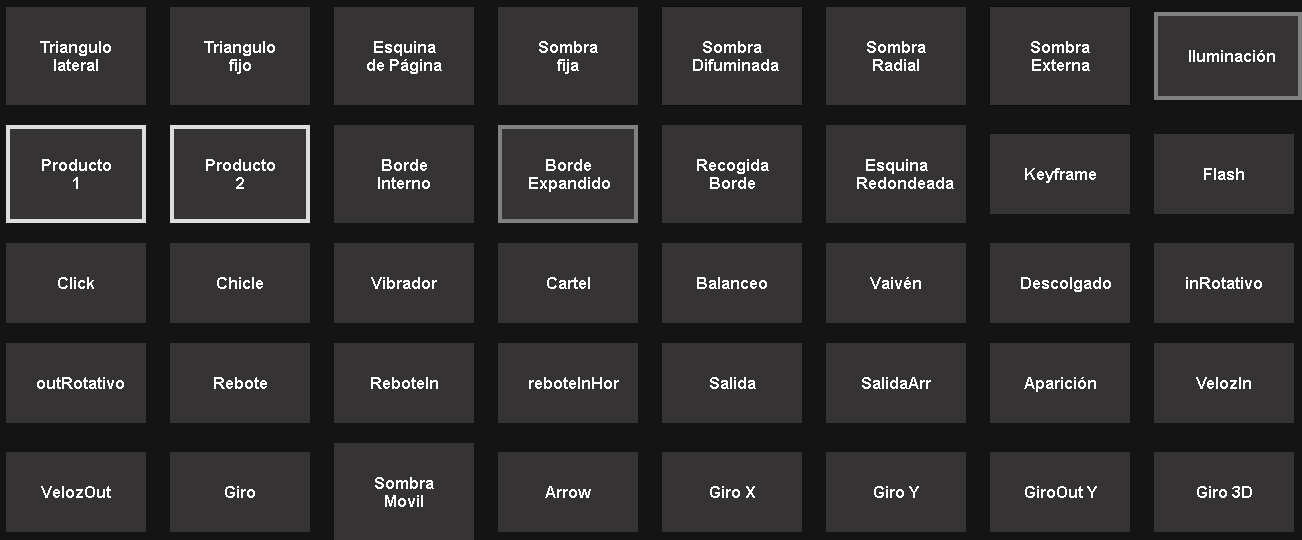 Triangulo
lateral
Triangulo
fijo
Esquina
de Página
Sombra
fija
Sombra
Difuminada
Sombra
Radial
Sombra
Externa
Iluminación
Producto
1
Producto
2
Borde
Interno
Borde
Expandido
Recogida
Borde
Esquina
Redondeada
Keyframe
Flash
Click
Chicle
Vibrador
Cartel
Balanceo
Vaivén
Descolgado
inRotativo
outRotativo
Rebote
ReboteIn
reboteInHor
Salida
SalidaArr
Aparición
VelozIn
VelozOut
Giro
Sombra
Movil
Arrow
Giro X
Giro Y
GiroOut Y
Giro 3D